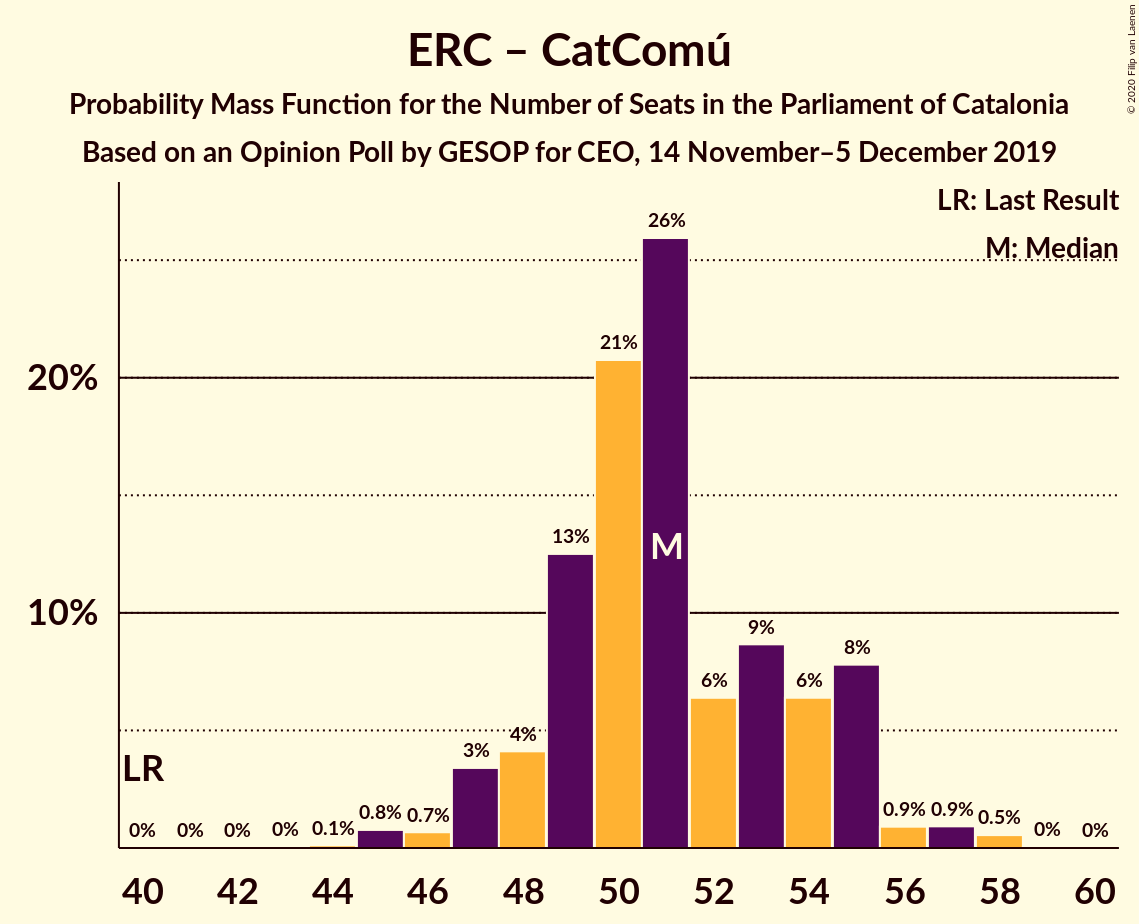 ERC – CatComú
Probability Mass Function for the Number of Seats in the Parliament of Catalonia
Based on an Opinion Poll by GESOP for CEO, 14 November–5 December 2019
© 2020 Filip van Laenen
LR: Last Result
M: Median
20%
10%
26%
21%
13%
M
9%
8%
6%
6%
4%
3%
LR
0%
0%
0%
0%
0.1%
0.8%
0.7%
0.9%
0.9%
0.5%
0%
0%
40 42 44 46 48 50 52 54 56 58 60